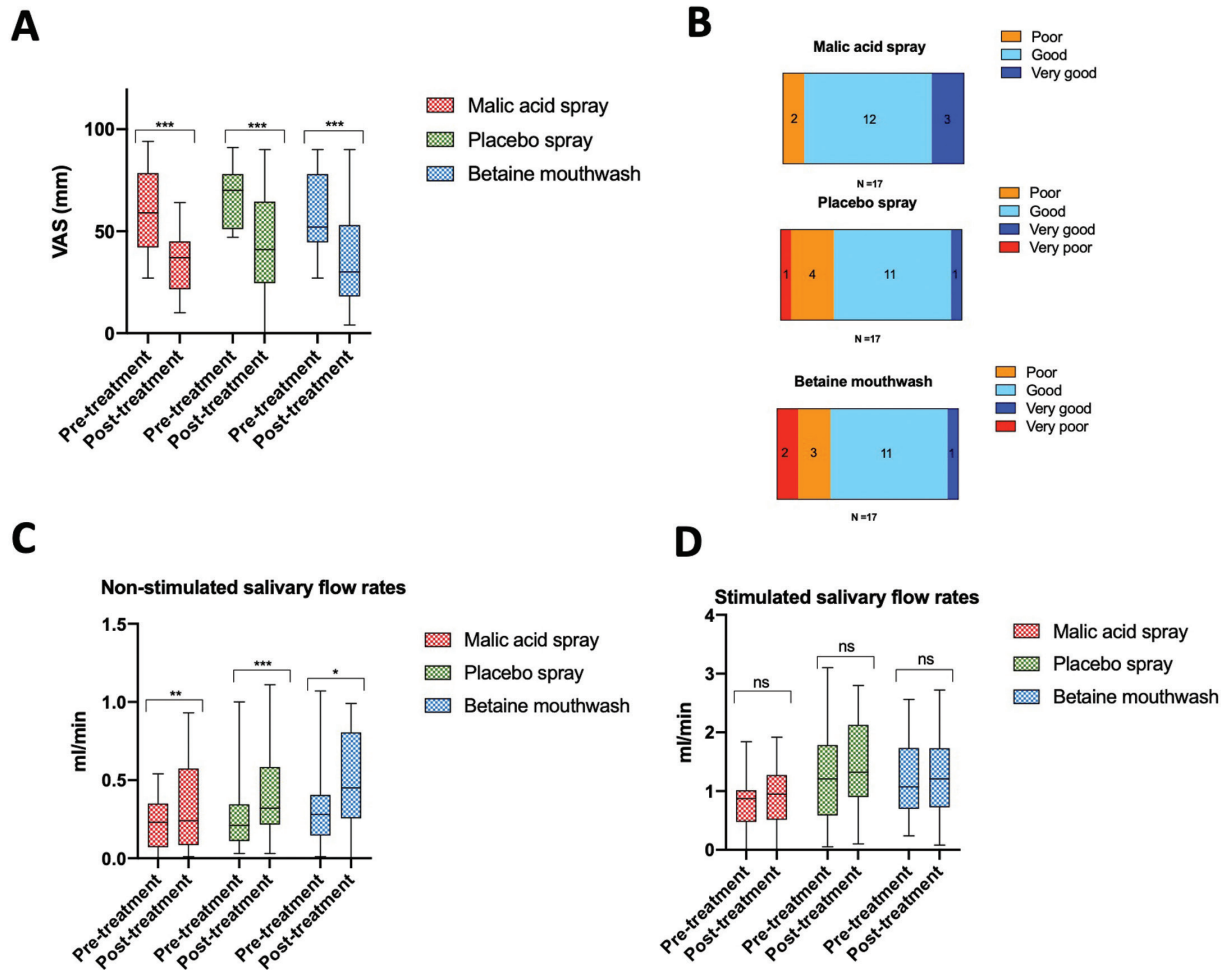 A
***
***
***
100
50
0
VAS (mm)
Pre-treatment
Post-treatment
Pre-treatment
Post-treatment
Pre-treatment
Post-treatment
Malic acid spray
Placebo spray
Betaine mouthwash
B
Malic acid spray
2
12
3
N =17
Poor
Good
Very good
Placebo spray
1
4
11
1
N =17
Poor
Good
Very good
Very poor
Betaine mouthwash
2
3
11
1
N =17
Poor
Good
Very good
Very poor
C
Non-stimulated salivary flow rates
1.5
1.0
0.5
0.0
ml/min
**
***
*
Pre-treatment
Post-treatment
Pre-treatment
Post-treatment
Pre-treatment
Post-treatment
Malic acid spray
Placebo spray
Betaine mouthwash
D
Stimulated salivary flow rates
4
3
2
1
0
ml/min
ns
ns
ns
Pre-treatment
Post-treatment
Pre-treatment
Post-treatment
Pre-treatment
Post-treatment
Malic acid spray
Placebo spray
Betaine mouthwash